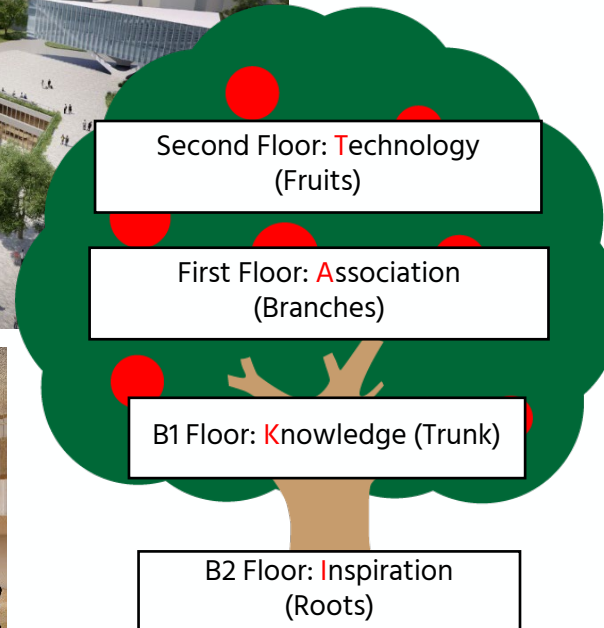 Second Floor: Technology
(Fruits)
First Floor: Association
(Branches)
B1 Floor: Knowledge (Trunk)
B2 Floor: Inspiration
(Roots)